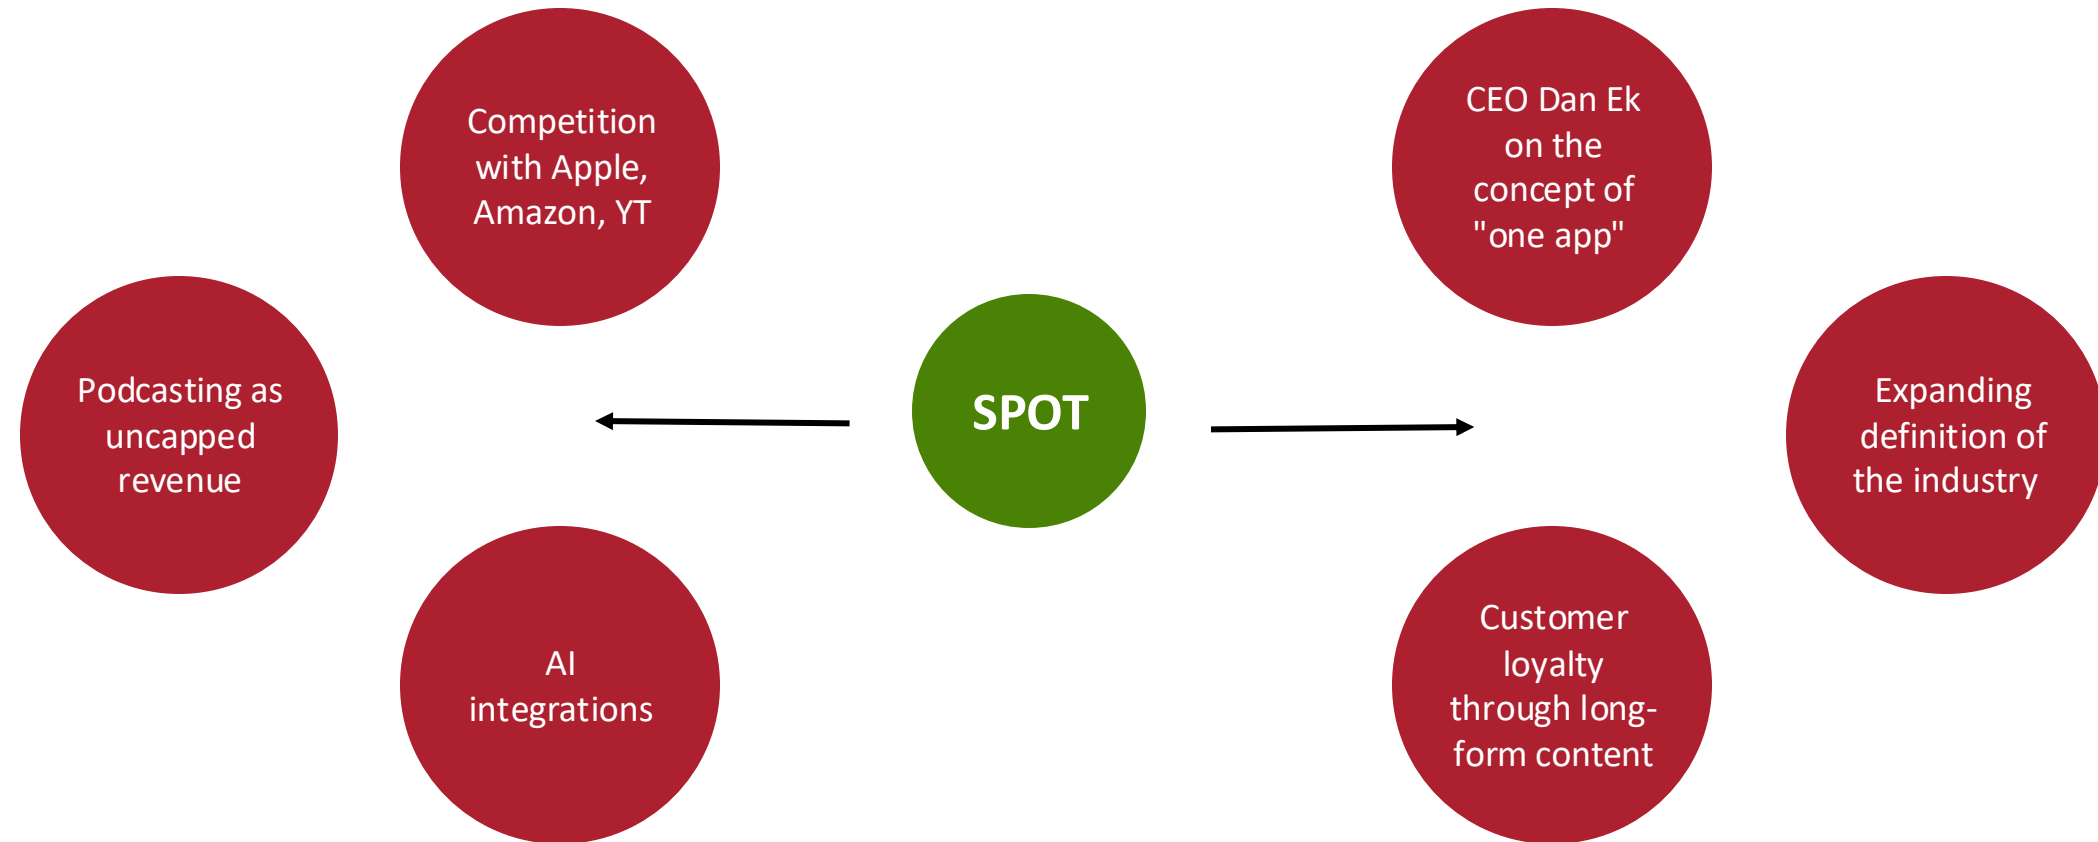 Competition
with Apple,
Amazon, YT
Podcasting as
uncapped
revenue
AI
integrations
SPOT
CEO Dan Ek
on the
concept of
"one app"
Expanding
definition of
the industry
Customer
loyalty
through long-
form content